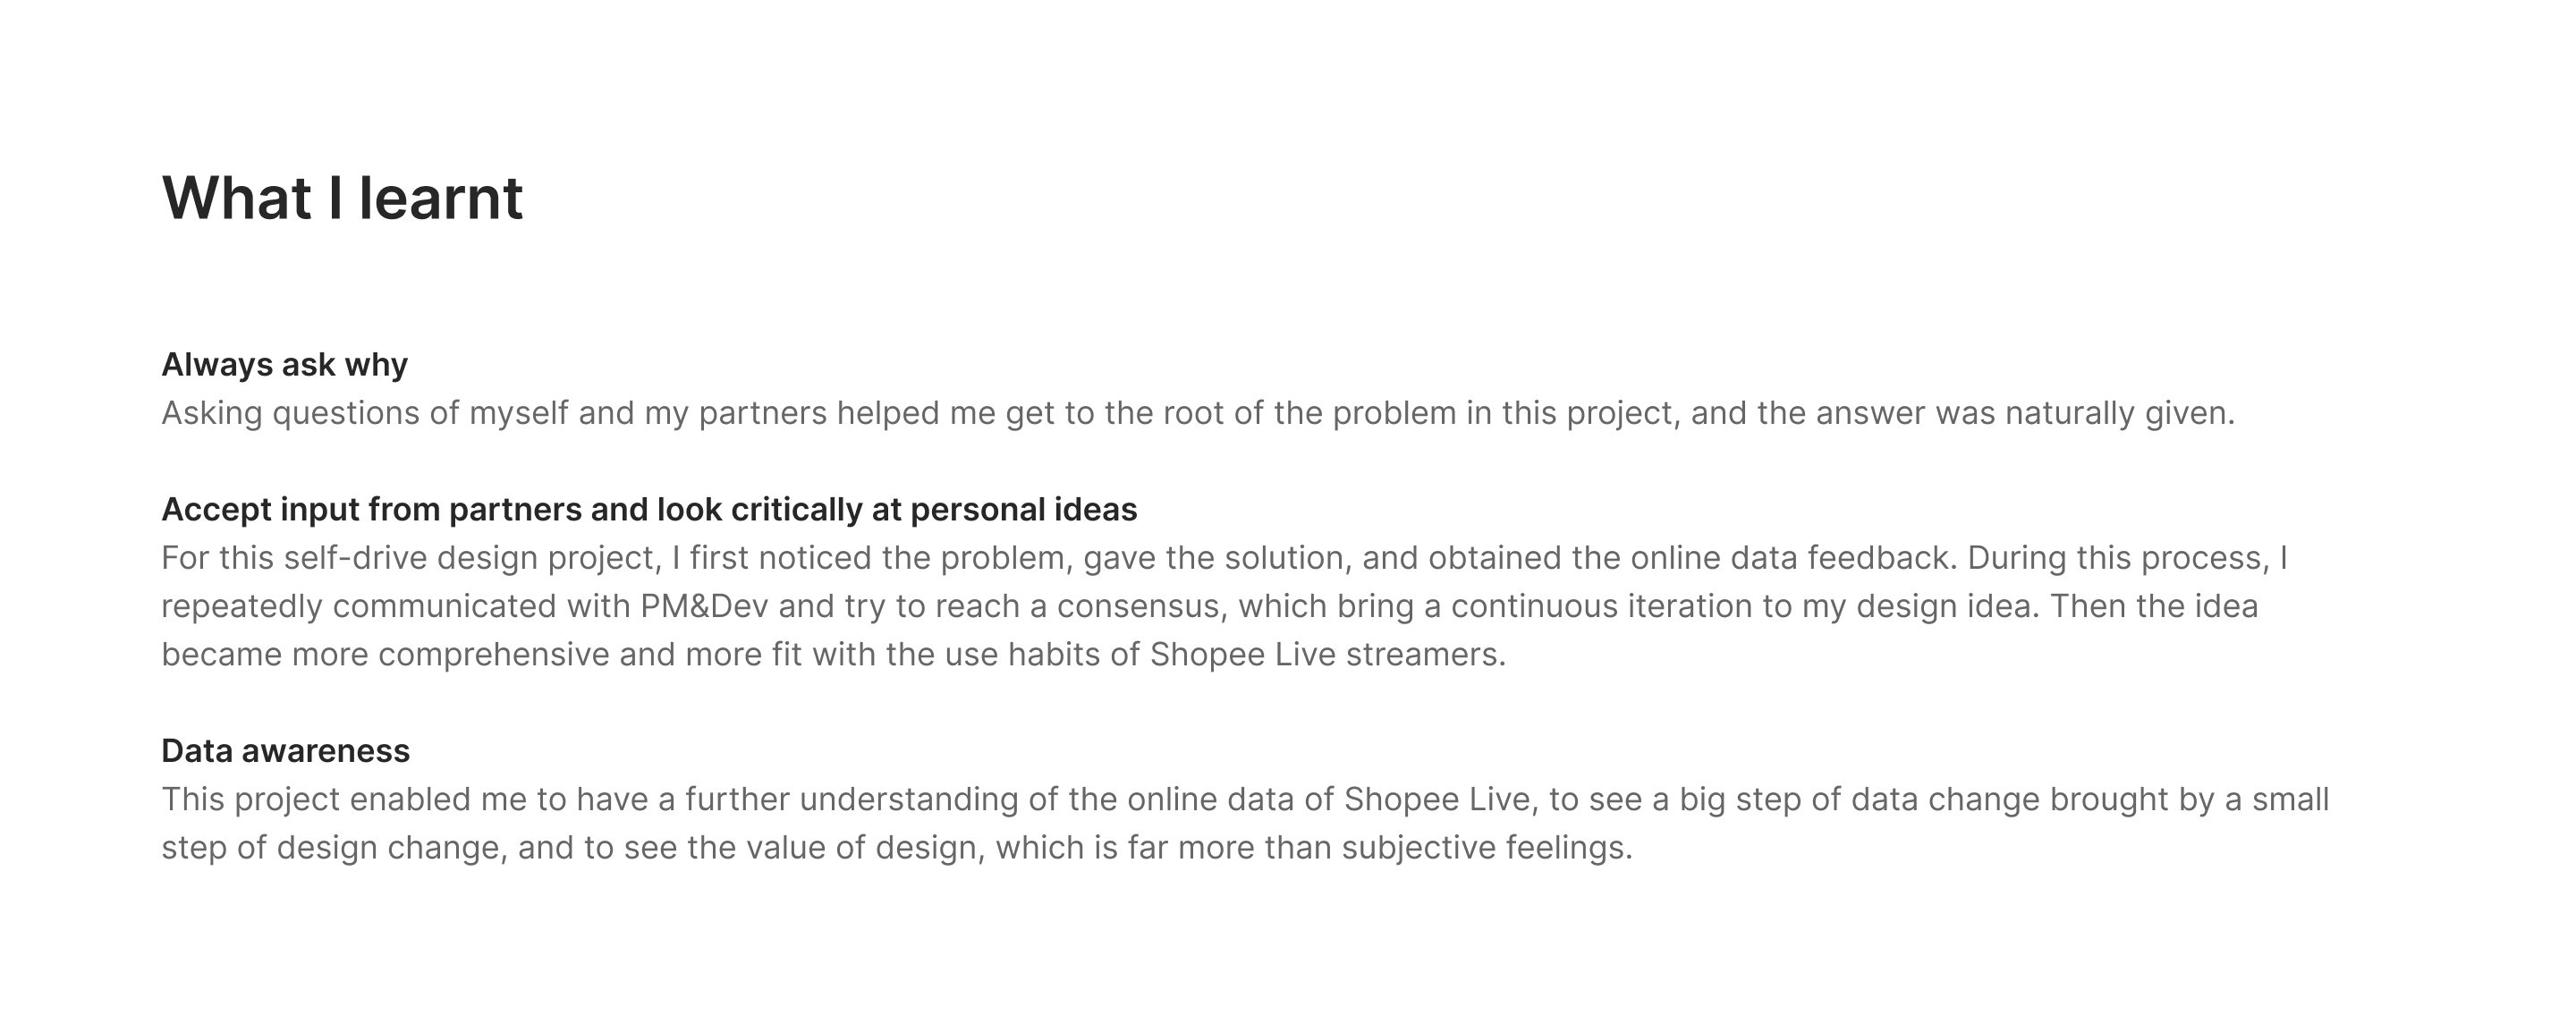 What I learnt
Always ask why
Asking questions of myself and my partners helped me get to the root of the problem in this project, and the answer was naturally given.
Accept input from partners and look critically at personal ideas
For this self-drive design project, I first noticed the problem, gave the solution, and obtained the online data feedback. During this process, I
repeatedly communicated with PM&Dev and try to reach a consensus, which bring a continuous iteration to my design idea. Then the idea
became more comprehensive and more fit with the use habits of Shopee Live streamers.
Data awareness
This project enabled me to have a further understanding of the online data of Shopee Live, to see a big step of data change brought by a small
step of design change, and to see the value of design, which is far more than subjective feelings.